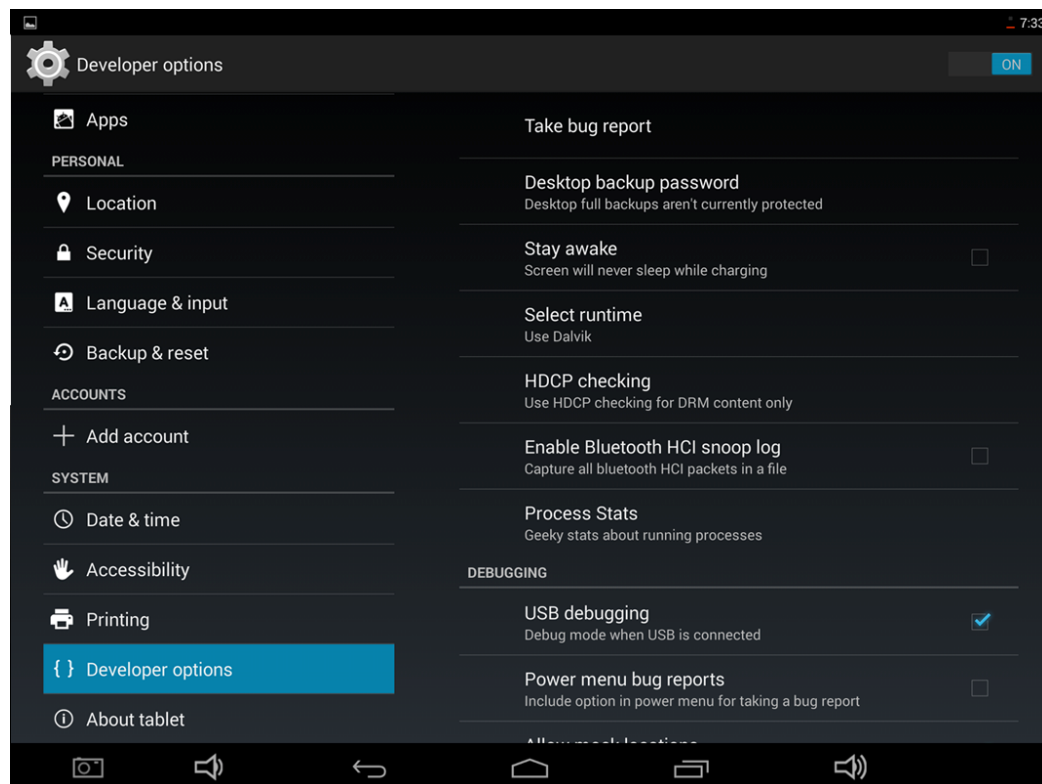 7:33
Developer options
ON
Apps
PERSONAL
Location
Security
Language & input
Backup & reset
ACCOUNTS
Add account
SYSTEM
Date & time
Accessibility
Printing
Developer options
About tablet
Take bug report
Desktop backup password
Desktop full backups aren't currently protected
Stay awake
Screen will never sleep while charging
Select runtime
Use Dalvik
HDCP checking
Use HDCP checking for DRM content only
Enable Bluetooth HCI snoop log
Capture all bluetooth HCI packets in a file
Process Stats
Geeky stats about running processes
DEBUGGING
USB debugging
Debug mode when USB is connected
Power menu bug reports
Include option in power menu for taking a bug report
Allow mock locations